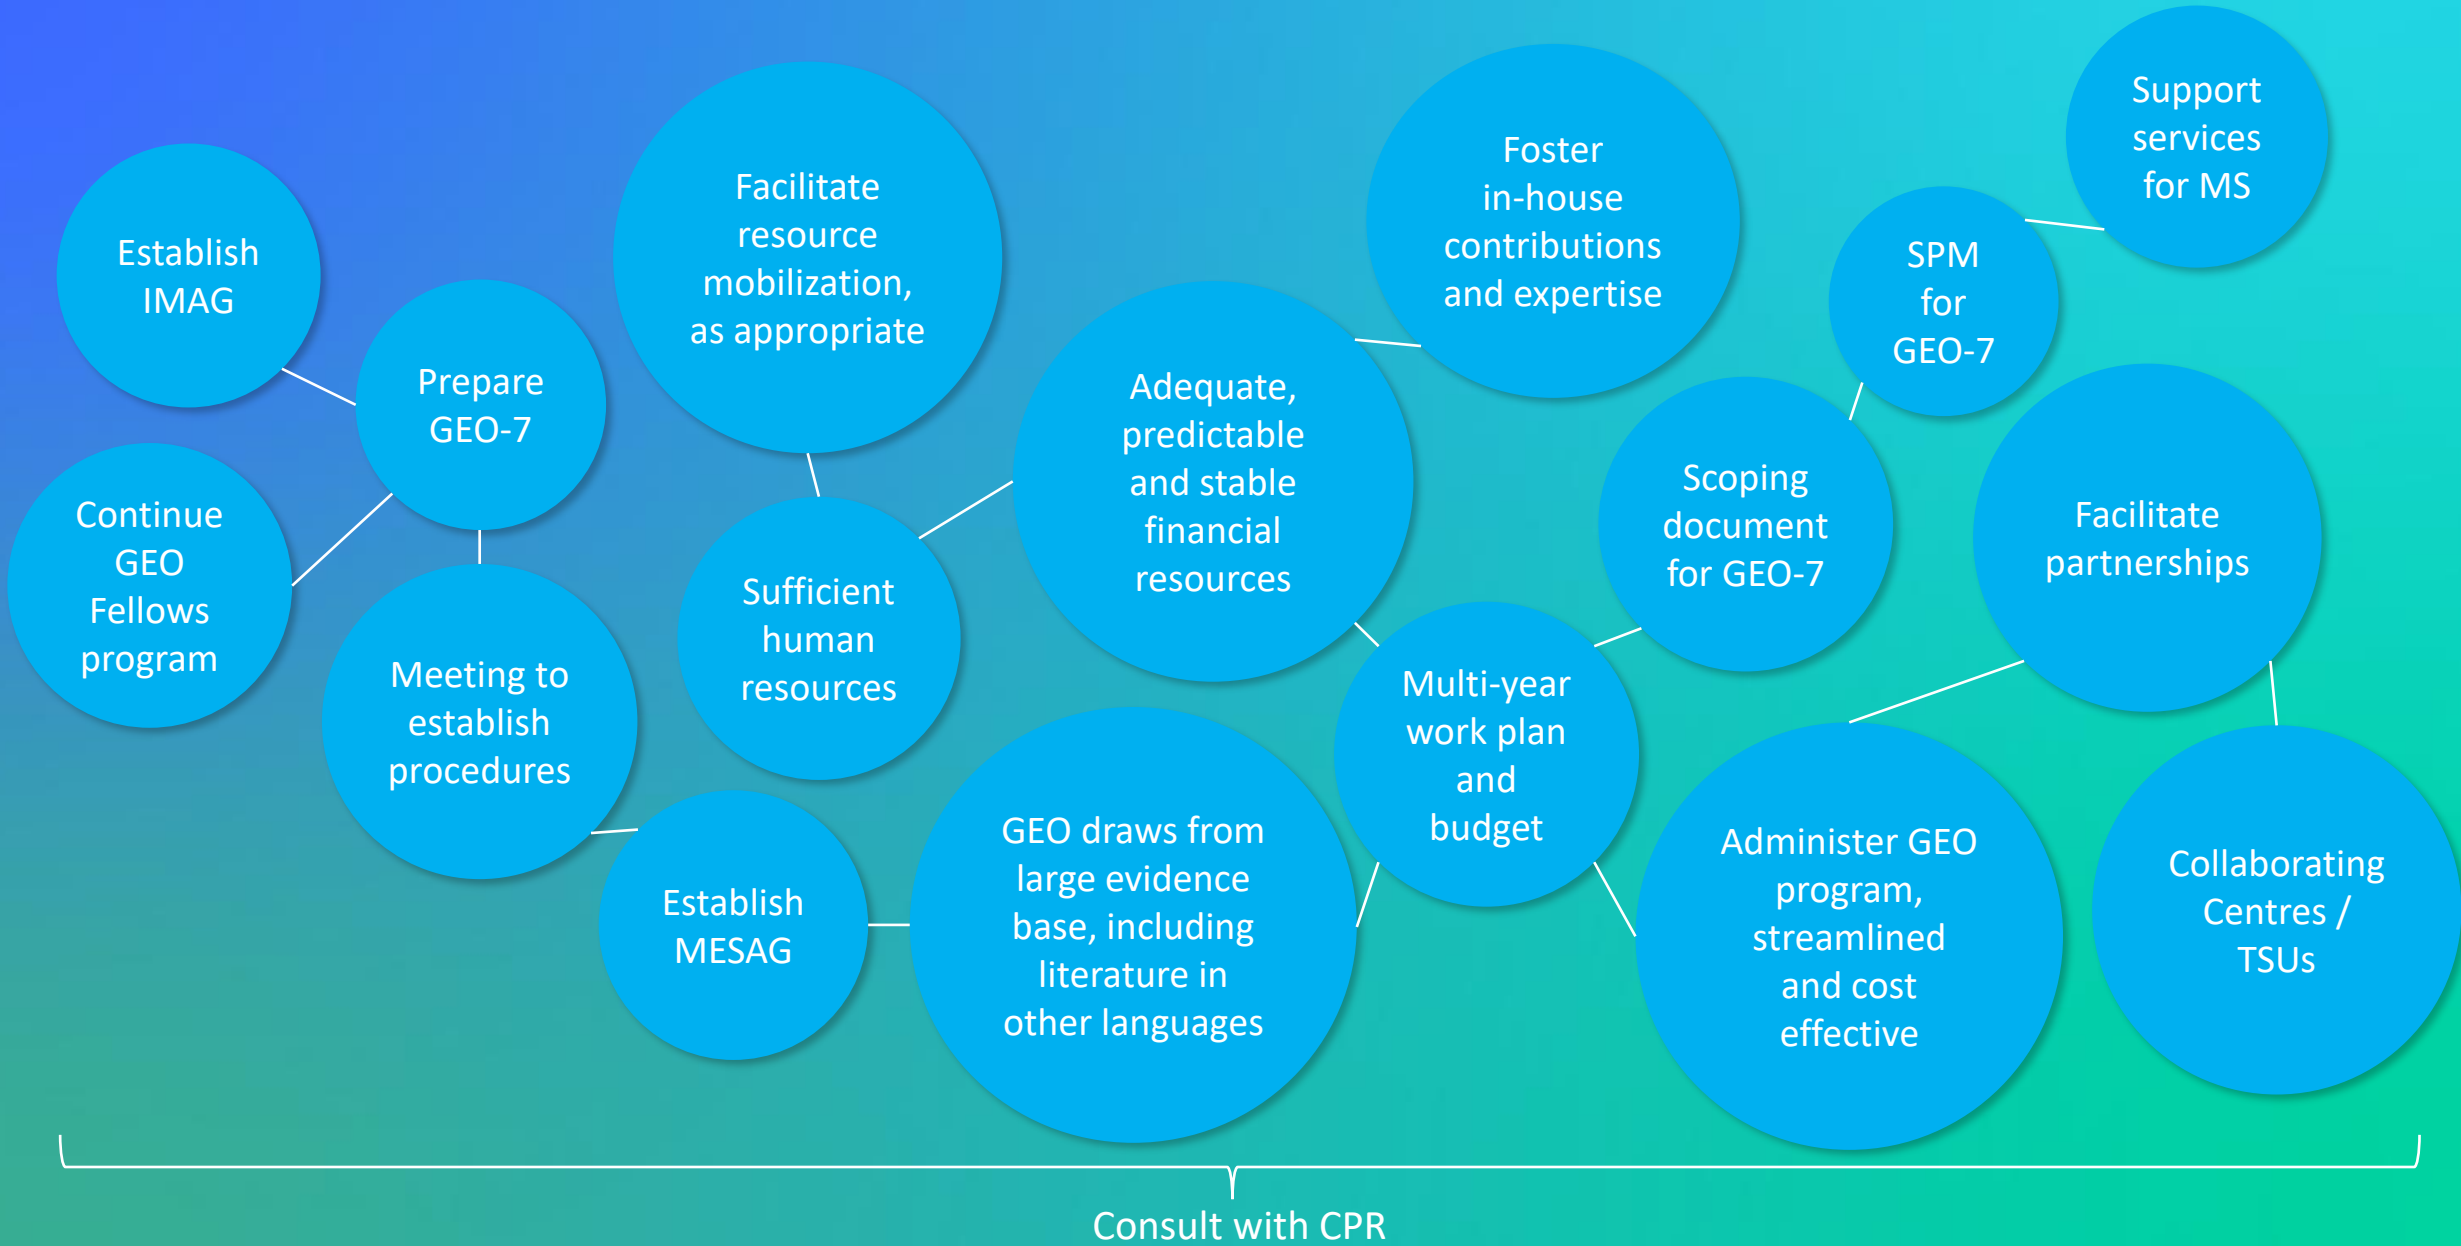 Establish
IMAG
Continue
GEO
Fellows
program
Prepare
GEO-7
Meeting to
establish
procedures
Facilitate
resource
mobilization,
as appropriate
Sufficient
human
resources
Establish
MESAG
Adequate,
predictable
and stable
financial
resources
GEO draws from
large evidence
base, including
literature in
other languages
Foster
in-house
contributions
and expertise
Multi-year
work plan
and
budget
Scoping
document
for GEO-7
SPM
for
GEO-7
Support
services
for MS
Facilitate
partnerships
Administer GEO
program,
streamlined
and cost
effective
Collaborating
Centres /
TSUs
Consult with CPR